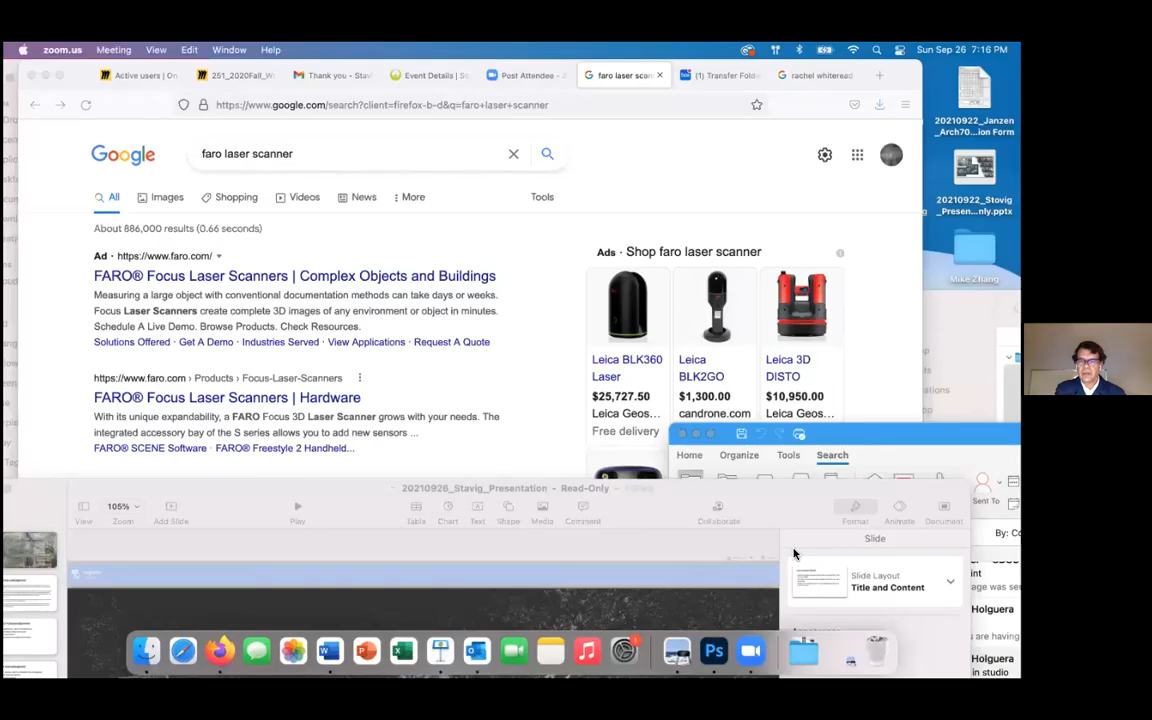 zoom.us Meeting View Edit Window Help
Sun Sep 26 7:16 PM
Active users | On
251_2020Fall_W
Thank you - Stav
Event Details | S
Post Attendee - Z
faro laser scan
(1) Transfer Fold
rachel whiteread
https://www.google.com/search?client=firefox-b-d&q=faro+laser+scanner
Google
faro laser scanner
All Images Shopping Videos News More Tools
About 886,000 results (0.66 seconds)
Ad · https://www.faro.com/
FARO® Focus Laser Scanners | Complex Objects and Buildings
Measuring a large object with conventional documentation methods can take days or weeks.
Focus Laser Scanners create complete 3D images of any environment or object in minutes.
Schedule A Live Demo. Browse Products. Check Resources.
Solutions Offered · Get A Demo · Industries Served · View Applications · Request A Quote
https://www.faro.com › Products › Focus-Laser-Scanners
FARO® Focus Laser Scanners | Hardware
With its unique expandability, a FARO Focus 3D Laser Scanner grows with your needs. The
integrated accessory bay of the S series allows you to add new sensors ...
FARO® SCENE Software · FARO® Freestyle 2 Handheld...
Ads · Shop faro laser scanner
Leica BLK360
Laser
$25,727.50
Leica Geos...
Free delivery
Leica
BLK2GO
$1,300.00
candrone.com
Leica 3D
DISTO
$10,950.00
Leica Geos...
20210922_Janzen
_Arch70...ion Form
20210922_Stovig_
Presen...nly.pptx
Mike Zhang
Home Organize Tools Search
Sent To
By: Co
Holguera
are having
Holguera
in studio
20210926_Stavig_Presentation - Read-Only
105%
View Zoom Add Slide Play Table Chart Text Shape Media Comment Collaborate Format Animate Document
Slide
Slide Layout
Title and Content
Ps